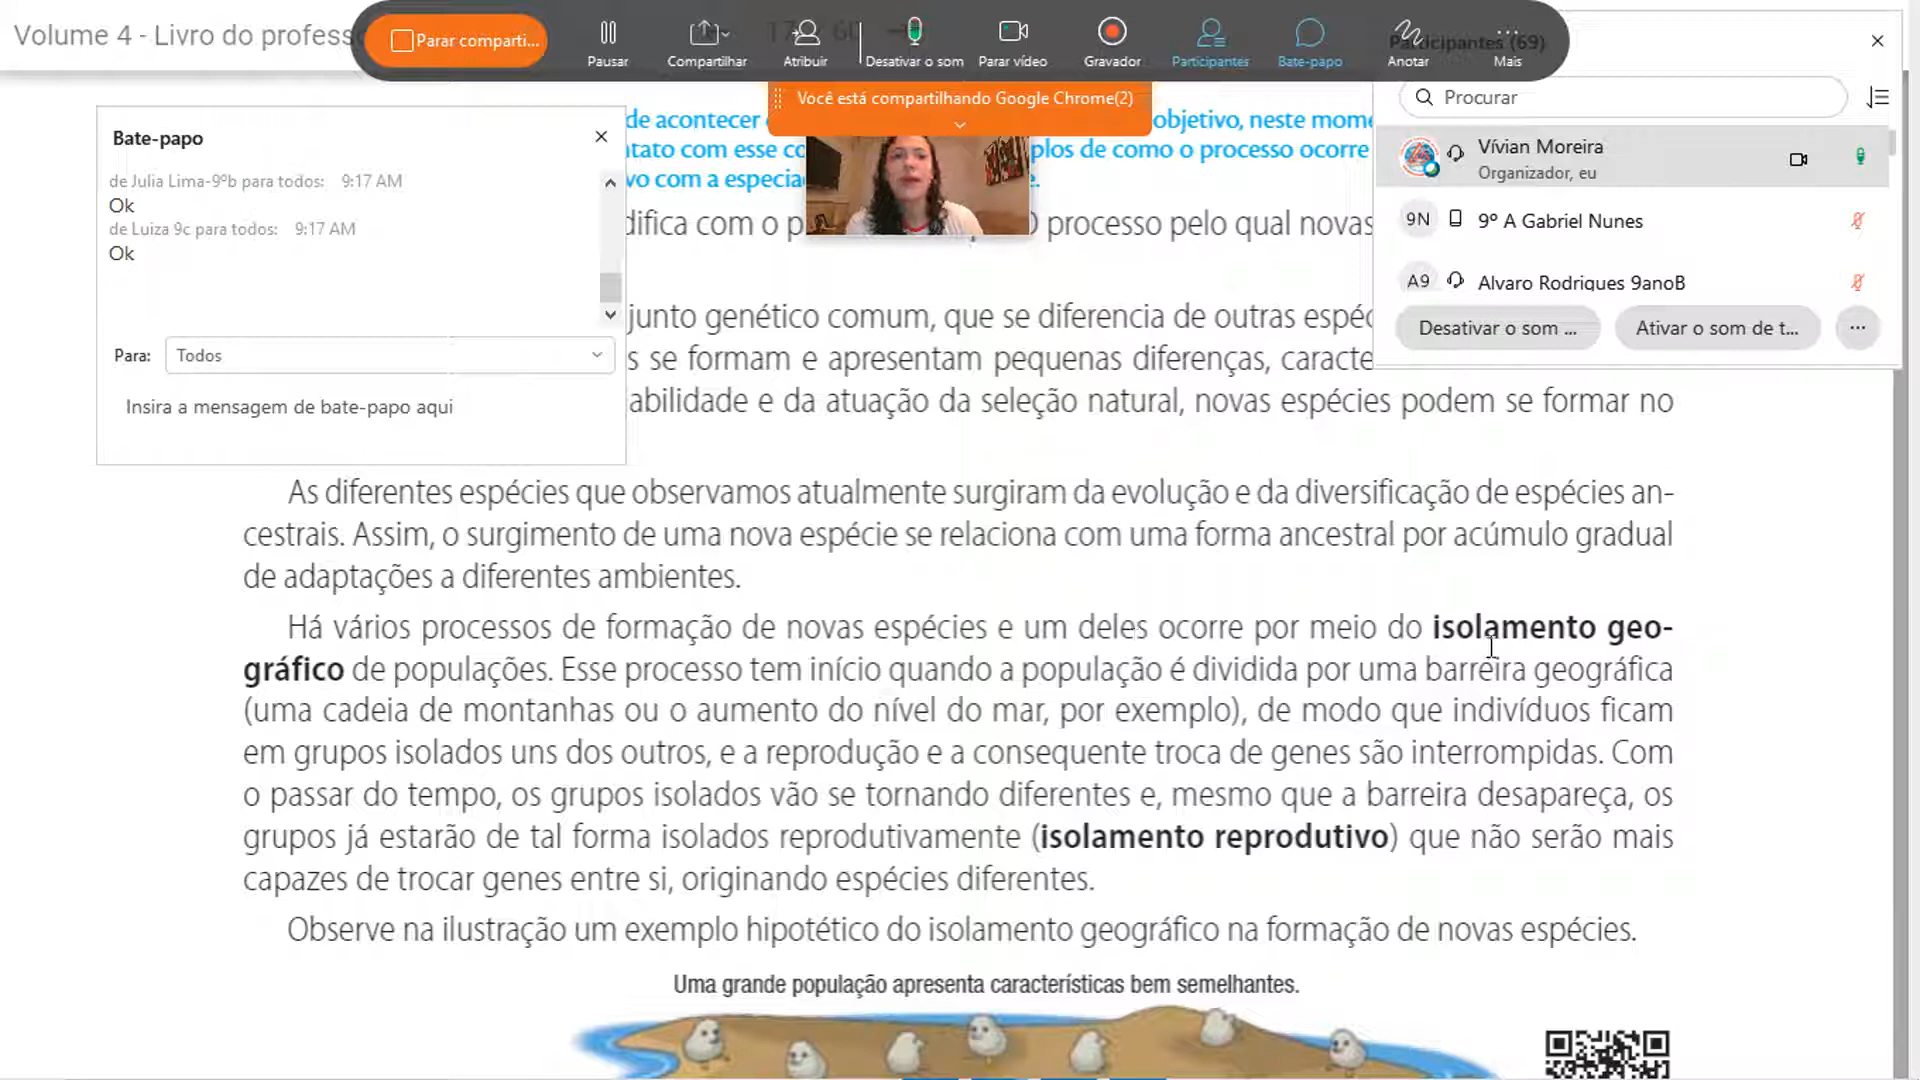 Volume 4 - Livro do profess
Parar comparti...
Pausar
Compartilhar
Atribuir
Desativar o som
Parar vídeo
Gravador
Participantes
Bate-papo
Anotar
Mais
Participantes (69)
Você está compartilhando Google Chrome(2)
Procurar
Vívian Moreira
Organizador, eu
9N
9º A Gabriel Nunes
A9
Alvaro Rodrigues 9anoB
Desativar o som ...
Ativar o som de t...
Bate-papo
de Julia Lima-9ºb para todos: 9:17 AM
Ok
de Luiza 9c para todos: 9:17 AM
Ok
Para: Todos
Insira a mensagem de bate-papo aqui
de acontecer objetivo, neste mom
tato com esse co plos de como o processo ocorre
vo com a especia
difica com o p O processo pelo qual novas
junto genético comum, que se diferencia de outras espéc
s se formam e apresentam pequenas diferenças, caracte
abilidade e da atuação da seleção natural, novas espécies podem se formar no
As diferentes espécies que observamos atualmente surgiram da evolução e da diversificação de espécies an-
cestrais. Assim, o surgimento de uma nova espécie se relaciona com uma forma ancestral por acúmulo gradual
de adaptações a diferentes ambientes.
Há vários processos de formação de novas espécies e um deles ocorre por meio do isolamento geo-
gráfico de populações. Esse processo tem início quando a população é dividida por uma barreira geográfica
(uma cadeia de montanhas ou o aumento do nível do mar, por exemplo), de modo que indivíduos ficam
em grupos isolados uns dos outros, e a reprodução e a consequente troca de genes são interrompidas. Com
o passar do tempo, os grupos isolados vão se tornando diferentes e, mesmo que a barreira desapareça, os
grupos já estarão de tal forma isolados reprodutivamente (isolamento reprodutivo) que não serão mais
capazes de trocar genes entre si, originando espécies diferentes.
Observe na ilustração um exemplo hipotético do isolamento geográfico na formação de novas espécies.
Uma grande população apresenta características bem semelhantes.